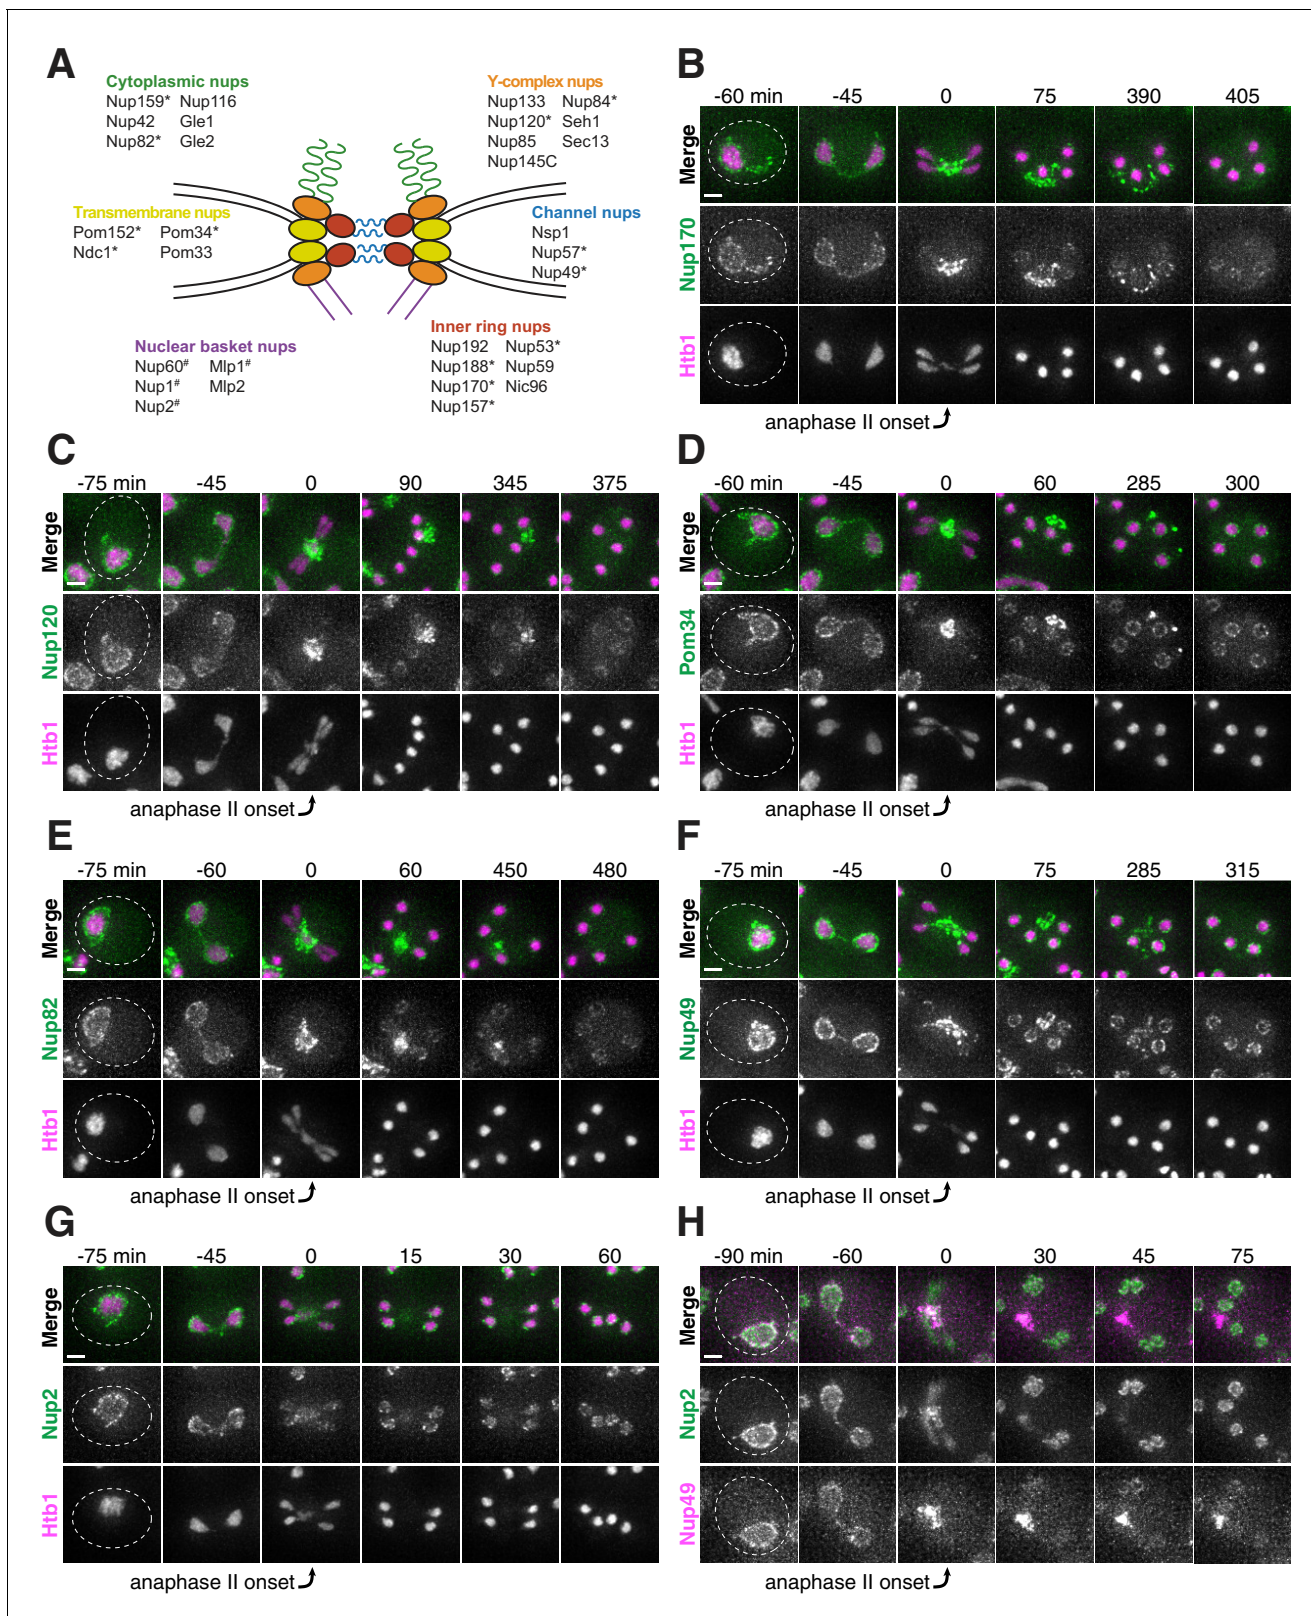 A
Cytoplasmic nups
Nup159* Nup116
Nup42 Gle1
Nup82* Gle2
Y-complex nups
Nup133 Nup84*
Nup120* Seh1
Nup85 Sec13
Nup145C
Transmembrane nups
Pom152* Pom34*
Ndc1* Pom33
Channel nups
Nsp1
Nup57*
Nup49*
Nuclear basket nups
Nup60# Mlp1#
Nup1# Mlp2
Nup2#
Inner ring nups
Nup192 Nup53*
Nup188* Nup59
Nup170* Nic96
Nup157*
B
-60 min -45 0 75 390 405
Merge
Nup170
Htb1
anaphase II onset
C
-75 min -45 0 90 345 375
Merge
Nup120
Htb1
anaphase II onset
D
-60 min -45 0 60 285 300
Merge
Pom34
Htb1
anaphase II onset
E
-75 min -60 0 60 450 480
Merge
Nup82
Htb1
anaphase II onset
F
-75 min -45 0 75 285 315
Merge
Nup49
Htb1
anaphase II onset
G
-75 min -45 0 15 30 60
Merge
Nup2
Htb1
anaphase II onset
H
-90 min -60 0 30 45 75
Merge
Nup2
Nup49
anaphase II onset